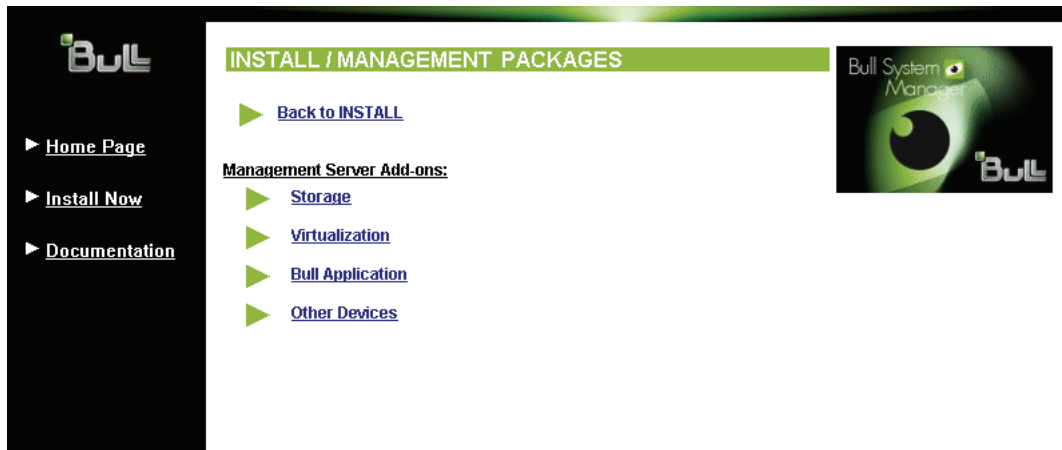 Bull
Home Page
Install Now
Documentation
INSTALL / MANAGEMENT PACKAGES
Back to INSTALL
Management Server Add-ons:
Storage
Virtualization
Bull Application
Other Devices
Bull System
Manager
Bull